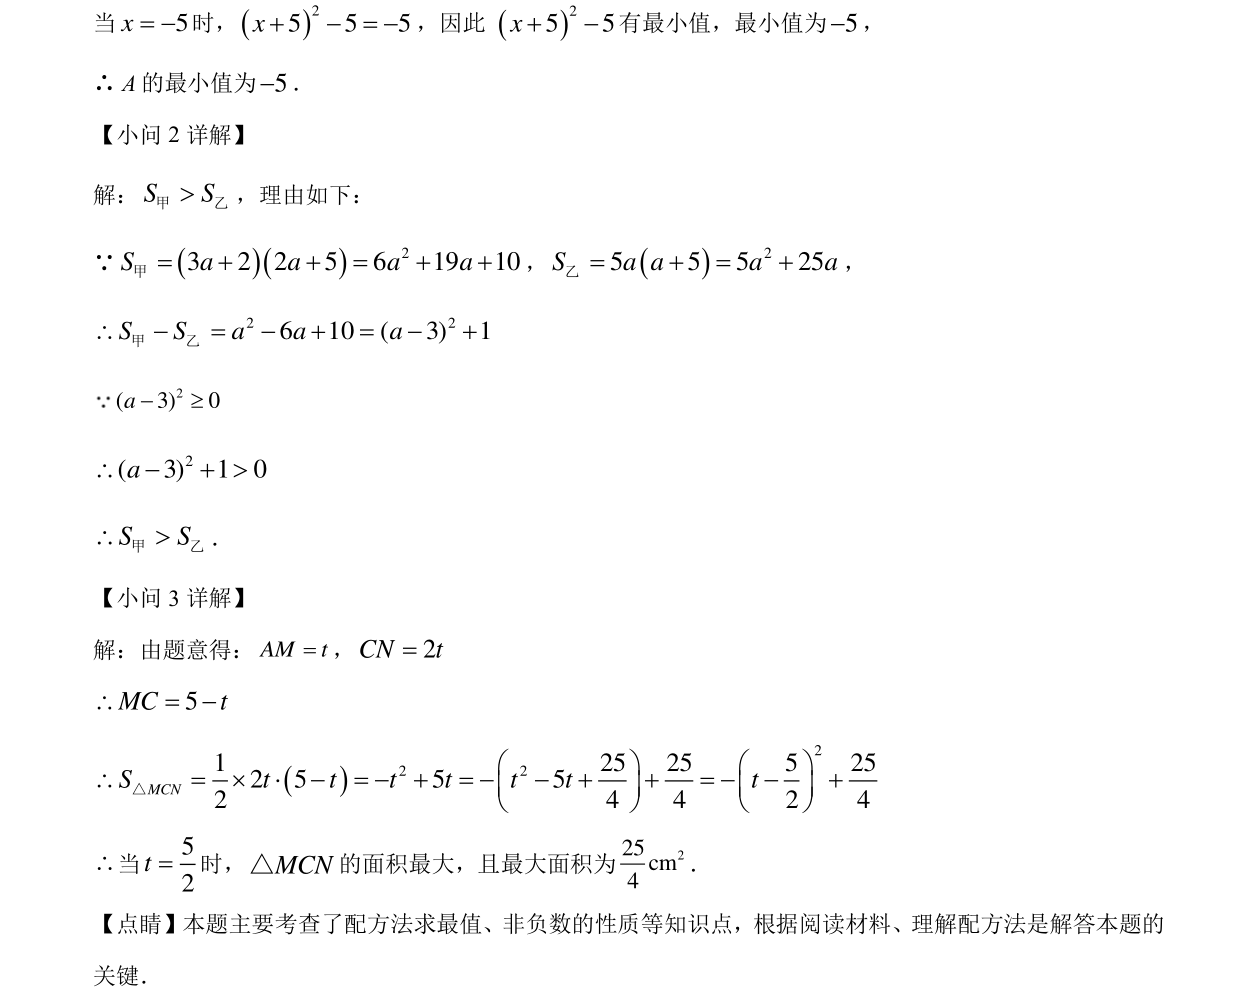 当 x = −5 时，(x+5)² − 5 = −5，因此 (x+5)² − 5 有最小值，最小值为 −5，
∴ A 的最小值为 −5．
【小问 2 详解】
解：S甲 > S乙，理由如下：
∵ S甲 = (3a+2)(2a+5) = 6a² +19a+10，S乙 = 5a(a+5) = 5a² + 25a，
∴ S甲 − S乙 = a² − 6a +10 = (a−3)² +1
∵ (a−3)² ≥ 0
∴ (a−3)² +1 > 0
∴ S甲 > S乙．
【小问 3 详解】
解：由题意得：AM = t，CN = 2t
∴ MC = 5−t
∴ S△MCN = 1/2 × 2t·(5−t) = −t² + 5t = −(t² − 5t + 25/4) + 25/4 = −(t − 5/2)² + 25/4
∴ 当 t = 5/2 时，△MCN 的面积最大，且最大面积为 25/4 cm²．
【点睛】本题主要考查了配方法求最值、非负数的性质等知识点，根据阅读材料、理解配方法是解答本题的
关键．